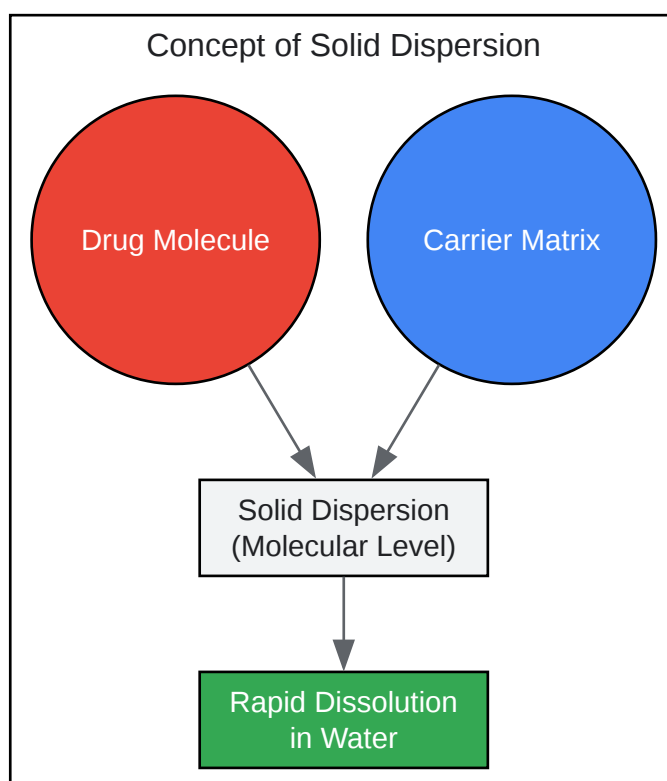 Concept of Solid Dispersion
Drug Molecule
Carrier Matrix
Solid Dispersion
(Molecular Level)
Rapid Dissolution
in Water